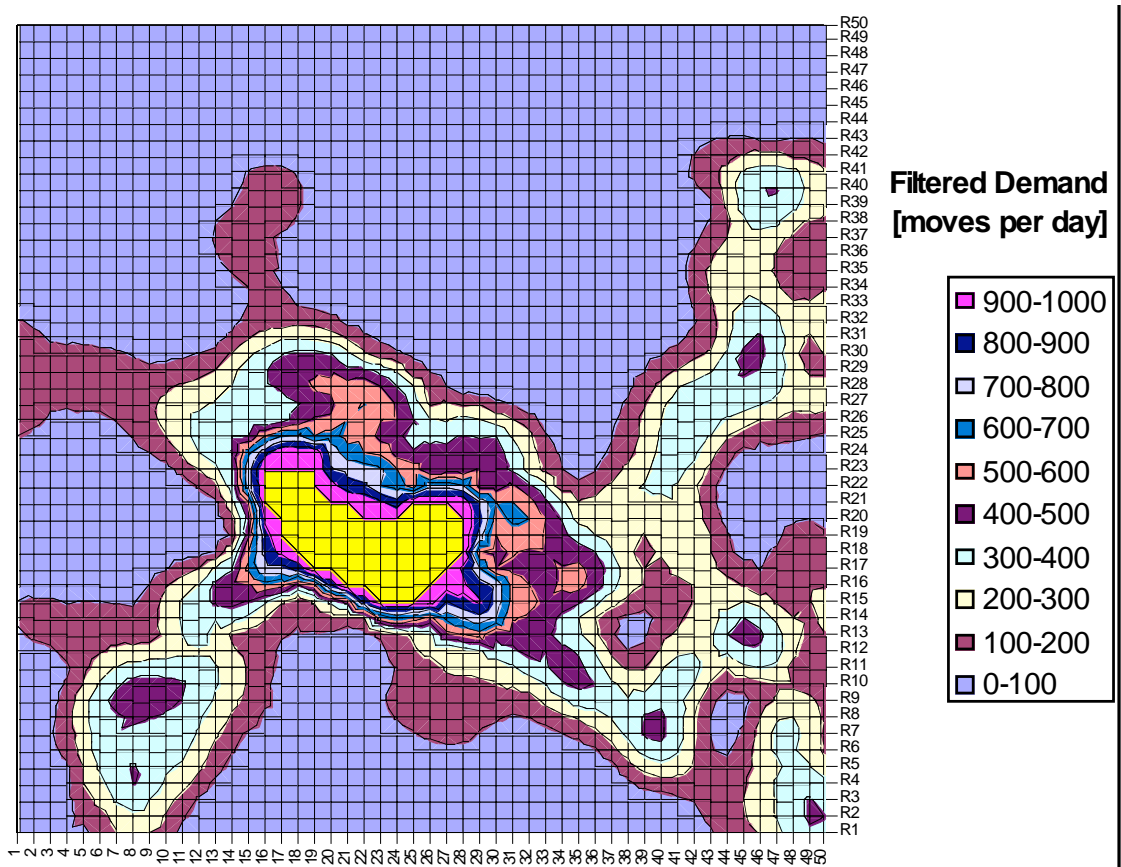 R50
R49
R48
R47
R46
R45
R44
R43
R42
R41
R40
R39
R38
R37
R36
R35
R34
R33
R32
R31
R30
R29
R28
R27
R26
R25
R24
R23
R22
R21
R20
R19
R18
R17
R16
R15
R14
R13
R12
R11
R10
R9
R8
R7
R6
R5
R4
R3
R2
R1
1 2 3 4 5 6 7 8 9 10 11 12 13 14 15 16 17 18 19 20 21 22 23 24 25 26 27 28 29 30 31 32 33 34 35 36 37 38 39 40 41 42 43 44 45 46 47 48 49 50
Filtered Demand
[moves per day]
900-1000
800-900
700-800
600-700
500-600
400-500
300-400
200-300
100-200
0-100